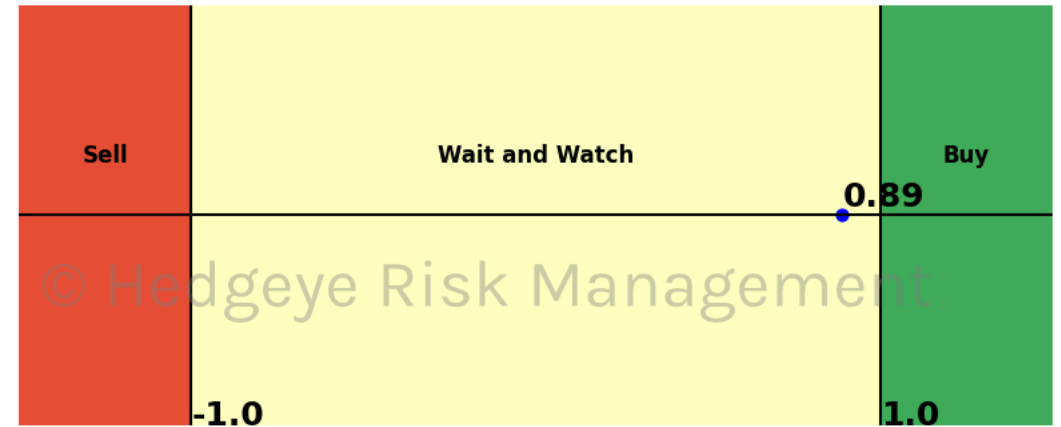 Sell
Wait and Watch
Buy
0.89
© Hedgeye Risk Management
-1.0
1.0